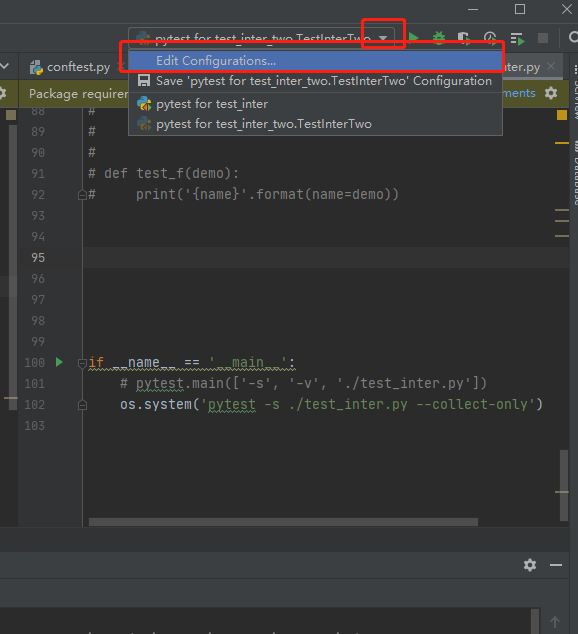 pytest for test_inter_two.TestInterTwo
Edit Configurations...
conftest.py
nter.py
Save 'pytest for test_inter_two.TestInterTwo' Configuration
Package requirem
ments
pytest for test_inter
pytest for test_inter_two.TestInterTwo
88 #
89 #
90 #
91 # def test_f(demo):
92 #     print('{name}'.format(name=demo))
93
94
95
96
97
98
99
100 if __name__ == '__main__':
101     # pytest.main(['-s', '-v', './test_inter.py'])
102     os.system('pytest -s ./test_inter.py --collect-only')
103
Database